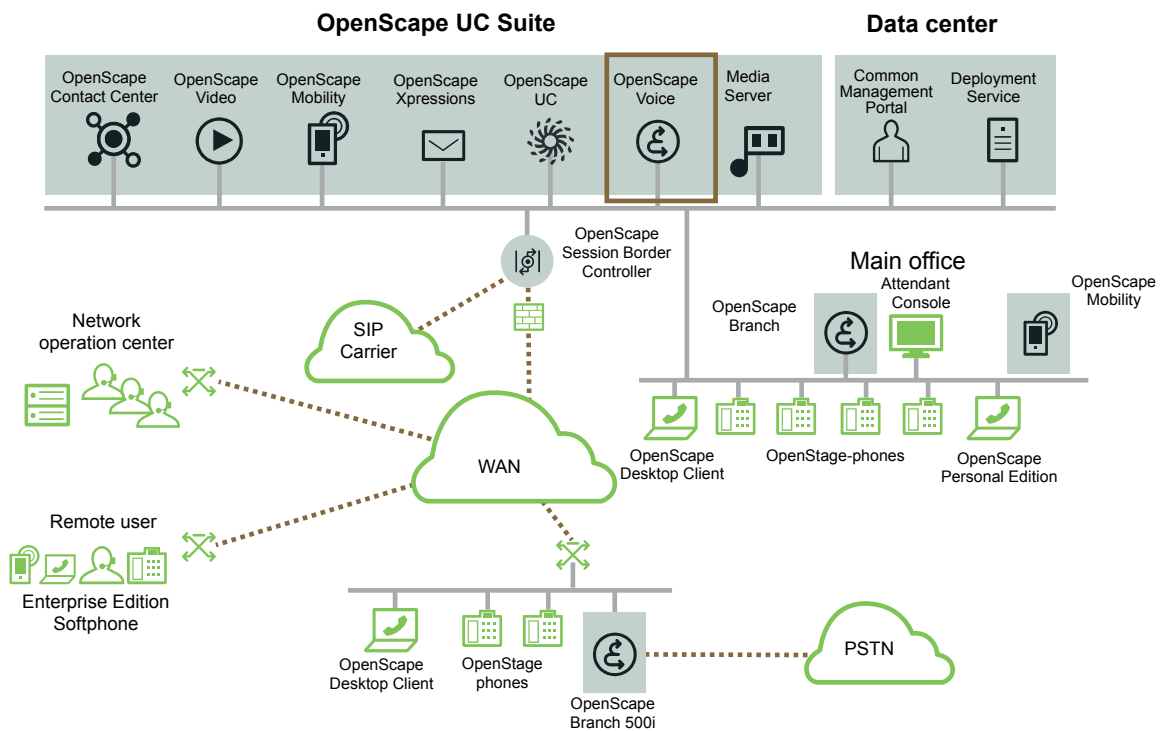 OpenScape UC Suite
Data center
OpenScape
Contact Center
OpenScape
Video
OpenScape
Mobility
OpenScape
Xpressions
OpenScape
UC
OpenScape
Voice
Media
Server
Common
Management
Portal
Deployment
Service
OpenScape
Session Border
Controller
Main office
OpenScape
Branch
Attendant
Console
OpenScape
Mobility
SIP
Carrier
Network
operation center
WAN
OpenScape
Desktop Client
OpenStage-phones
OpenScape
Personal Edition
Remote user
Enterprise Edition
Softphone
OpenScape
Desktop Client
OpenStage
phones
OpenScape
Branch 500i
PSTN